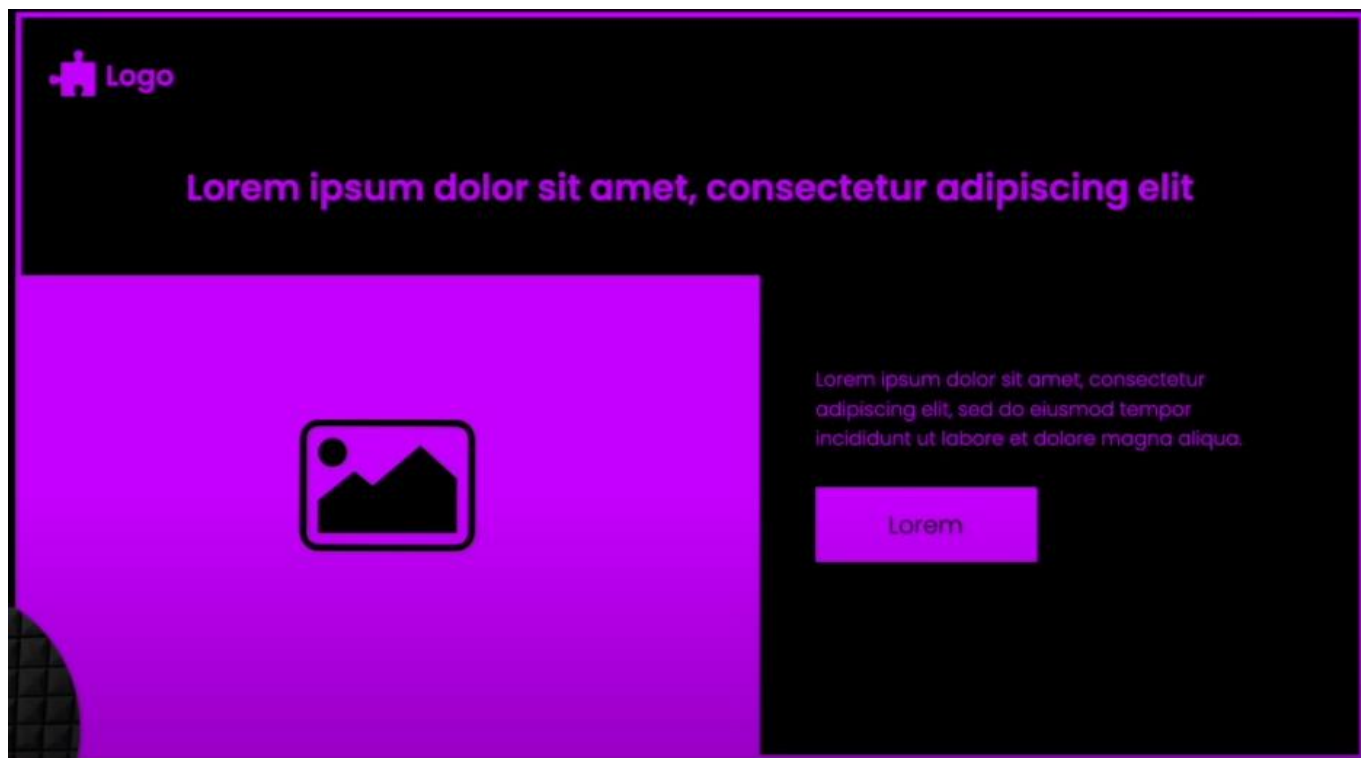 Logo
Lorem ipsum dolor sit amet, consectetur adipiscing elit
Lorem ipsum dolor sit amet, consectetur
adipiscing elit, sed do eiusmod tempor
incididunt ut labore et dolore magna aliqua.
Lorem